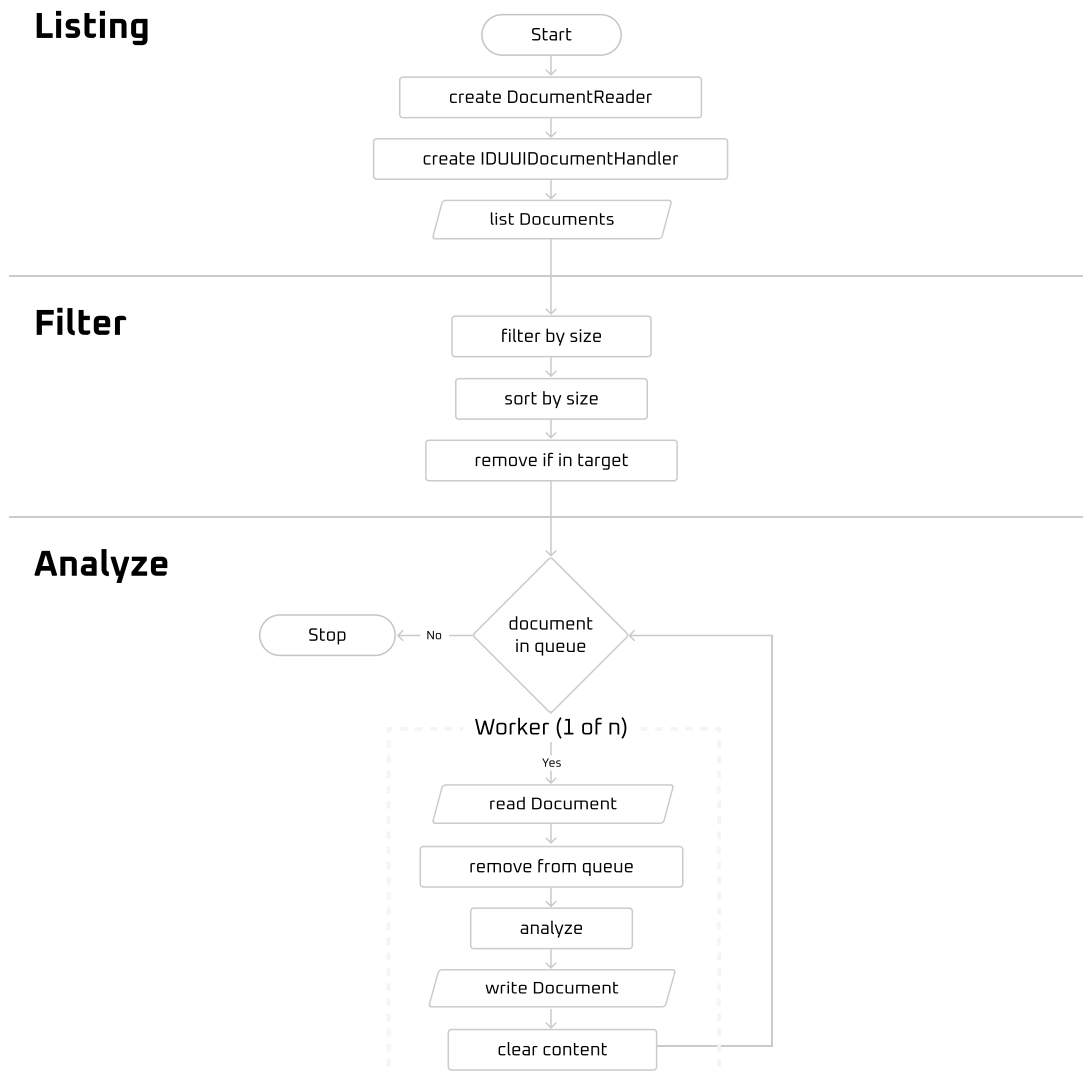 Listing
Start
create DocumentReader
create IDUUIDocumentHandler
list Documents
Filter
filter by size
sort by size
remove if in target
Analyze
document
in queue
Stop
No
Worker (1 of n)
Yes
read Document
remove from queue
analyze
write Document
clear content